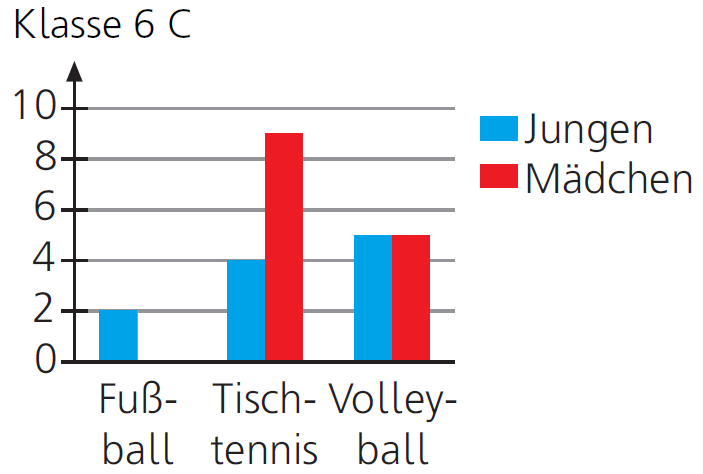 Klasse 6 C
10
8
6
4
2
0
Jungen
Mädchen
Fuß-
ball
Tisch-
tennis
Volley-
ball